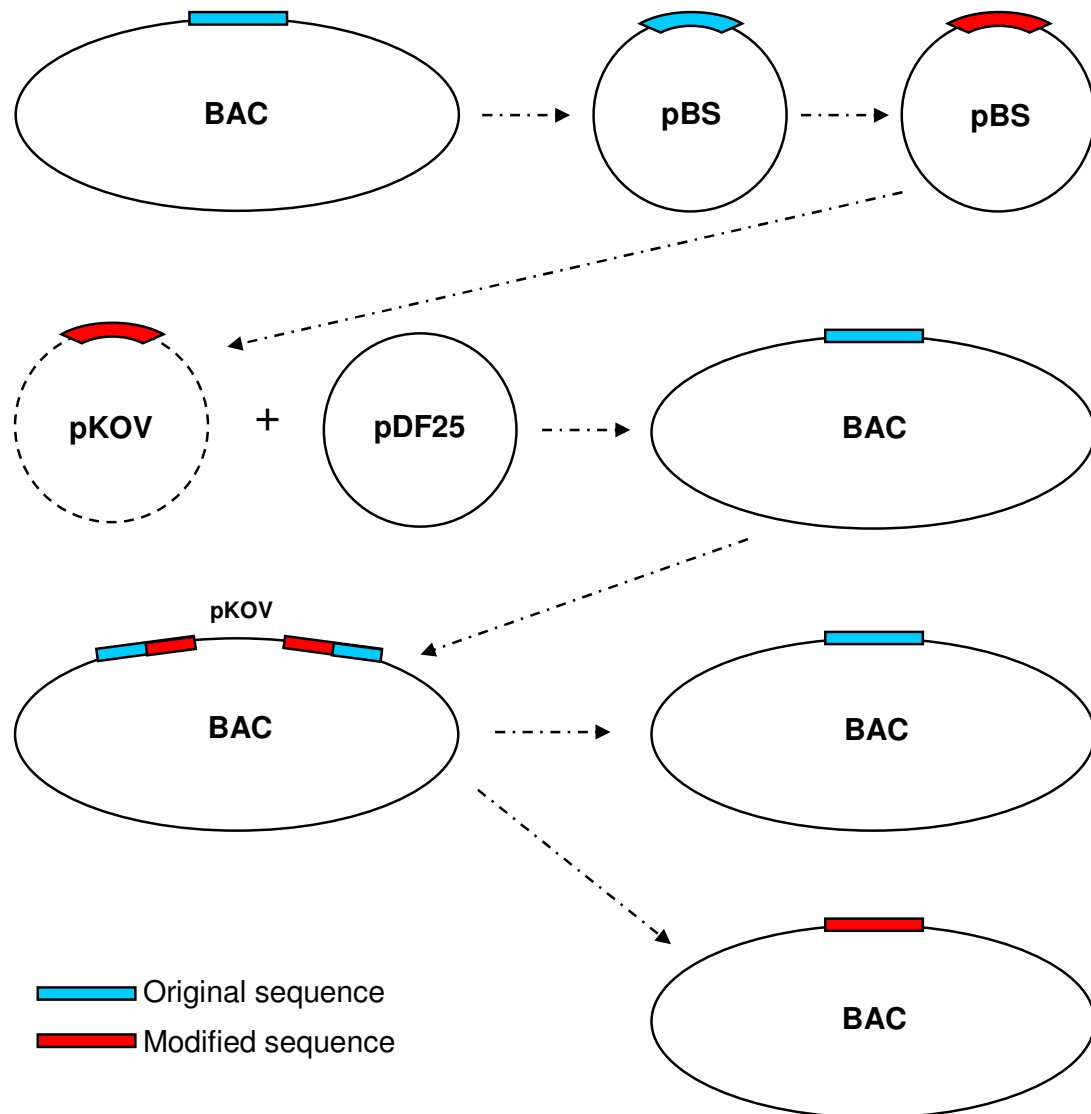 BAC
pBS
pBS
pKOV
+
pDF25
BAC
pKOV
BAC
BAC
BAC
Original sequence
Modified sequence